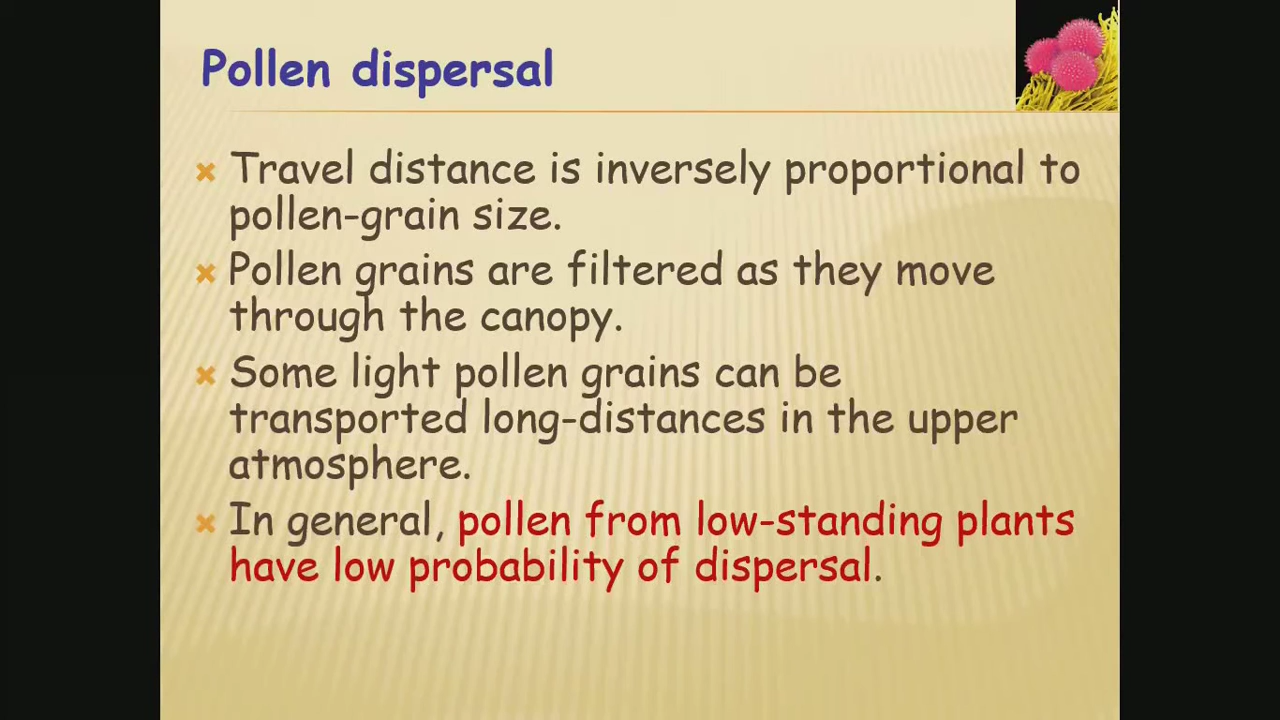 Pollen dispersal
Travel distance is inversely proportional to
pollen-grain size.
Pollen grains are filtered as they move
through the canopy.
Some light pollen grains can be
transported long-distances in the upper
atmosphere.
In general, pollen from low-standing plants
have low probability of dispersal.